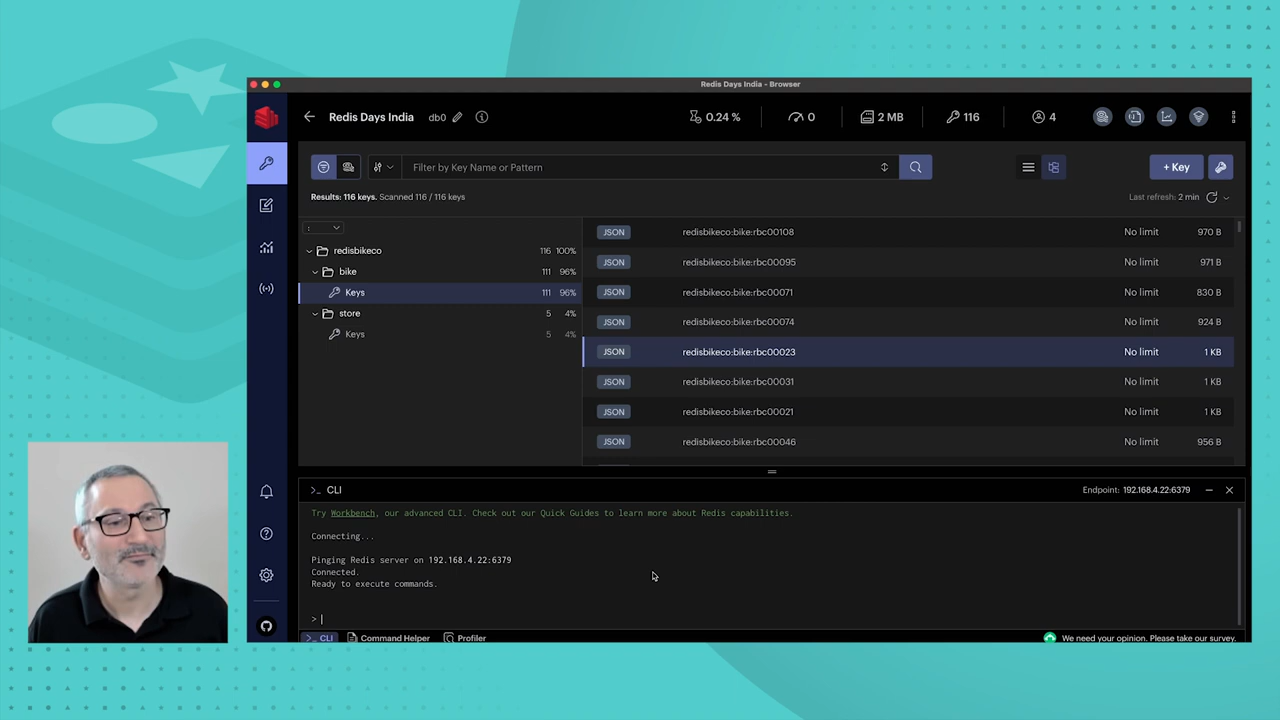 Redis Days India - Browser
Redis Days India db0 0.24 % 0 2 MB 116 4
Filter by Key Name or Pattern + Key
Results: 116 keys. Scanned 116 / 116 keys Last refresh: 2 min
:
redisbikeco 116 100%
bike 111 96%
Keys 111 96%
store 5 4%
Keys 5 4%
JSON redisbikeco:bike:rbc00108 No limit 970 B
JSON redisbikeco:bike:rbc00095 No limit 971 B
JSON redisbikeco:bike:rbc00071 No limit 830 B
JSON redisbikeco:bike:rbc00074 No limit 924 B
JSON redisbikeco:bike:rbc00023 No limit 1 KB
JSON redisbikeco:bike:rbc00031 No limit 1 KB
JSON redisbikeco:bike:rbc00021 No limit 1 KB
JSON redisbikeco:bike:rbc00046 No limit 956 B
>_ CLI Endpoint: 192.168.4.22:6379
Try Workbench, our advanced CLI. Check out our Quick Guides to learn more about Redis capabilities.
Connecting...
Pinging Redis server on 192.168.4.22:6379
Connected.
Ready to execute commands.
>
>_ CLI Command Helper Profiler We need your opinion. Please take our survey.